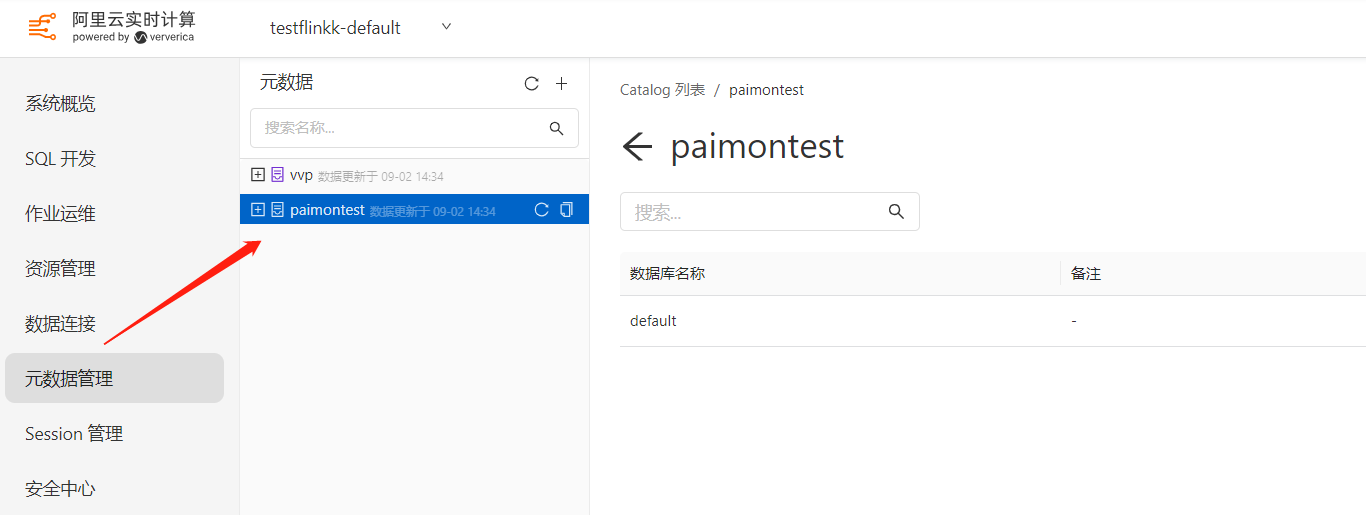 阿里云实时计算
powered by ververica
testflinkk-default
系统概览
SQL 开发
作业运维
资源管理
数据连接
元数据管理
Session 管理
安全中心
元数据
搜索名称...
vvp 数据更新于 09-02 14:34
paimontest 数据更新于 09-02 14:34
Catalog 列表 / paimontest
paimontest
搜索...
数据库名称 备注
default -